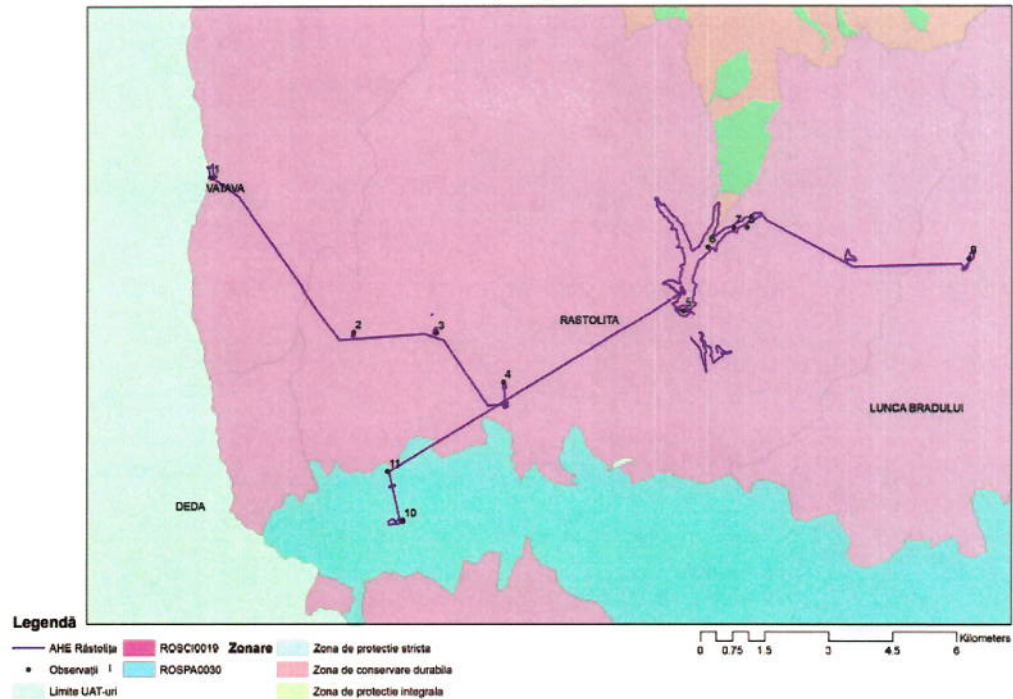 1
VATAVA
7
8
6
9
5
RASTOLITA
2
3
4
LUNCA BRADULUI
11
DEDA
10
Legendă
AHE Răstolița
ROSCI0019
Zonare
Zona de protectie stricta
Observații
ROSPA0030
Zona de conservare durabila
Limite UAT-uri
Zona de protectie integrala
Kilometers
0 0.75 1.5 3 4.5 6